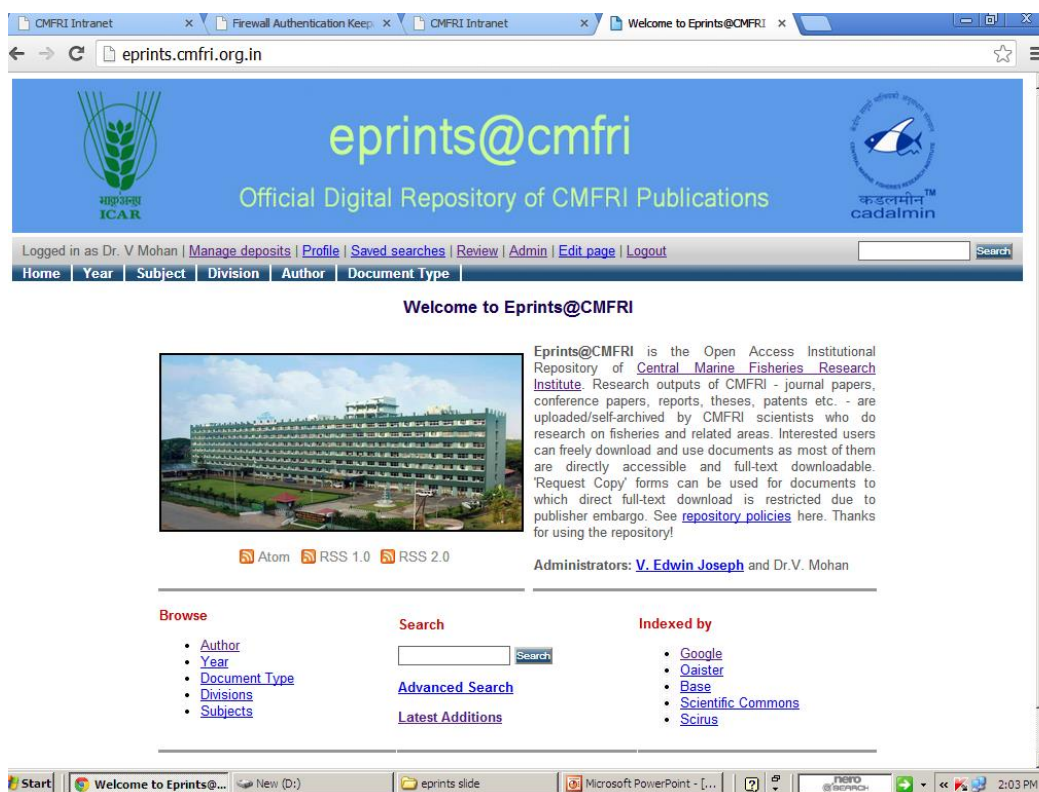 CMFRI Intranet
Firewall Authentication Keep
CMFRI Intranet
Welcome to Eprints@CMFRI
eprints.cmfri.org.in
eprints@cmfri
Official Digital Repository of CMFRI Publications
ICAR
कडलमीन TM
cadalmin
Logged in as Dr. V Mohan | Manage deposits | Profile | Saved searches | Review | Admin | Edit page | Logout
Search
Home Year Subject Division Author Document Type
Welcome to Eprints@CMFRI
Eprints@CMFRI is the Open Access Institutional
Repository of Central Marine Fisheries Research
Institute. Research outputs of CMFRI - journal papers,
conference papers, reports, theses, patents etc. - are
uploaded/self-archived by CMFRI scientists who do
research on fisheries and related areas. Interested users
can freely download and use documents as most of them
are directly accessible and full-text downloadable.
'Request Copy' forms can be used for documents to
which direct full-text download is restricted due to
publisher embargo. See repository policies here. Thanks
for using the repository!
Atom RSS 1.0 RSS 2.0
Administrators: V. Edwin Joseph and Dr.V. Mohan
Browse
Author
Year
Document Type
Divisions
Subjects
Search
Search
Advanced Search
Latest Additions
Indexed by
Google
Oaister
Base
Scientific Commons
Scirus
Start
Welcome to Eprints@...
New (D:)
eprints slide
Microsoft PowerPoint - [...
nero
SEARCH
2:03 PM